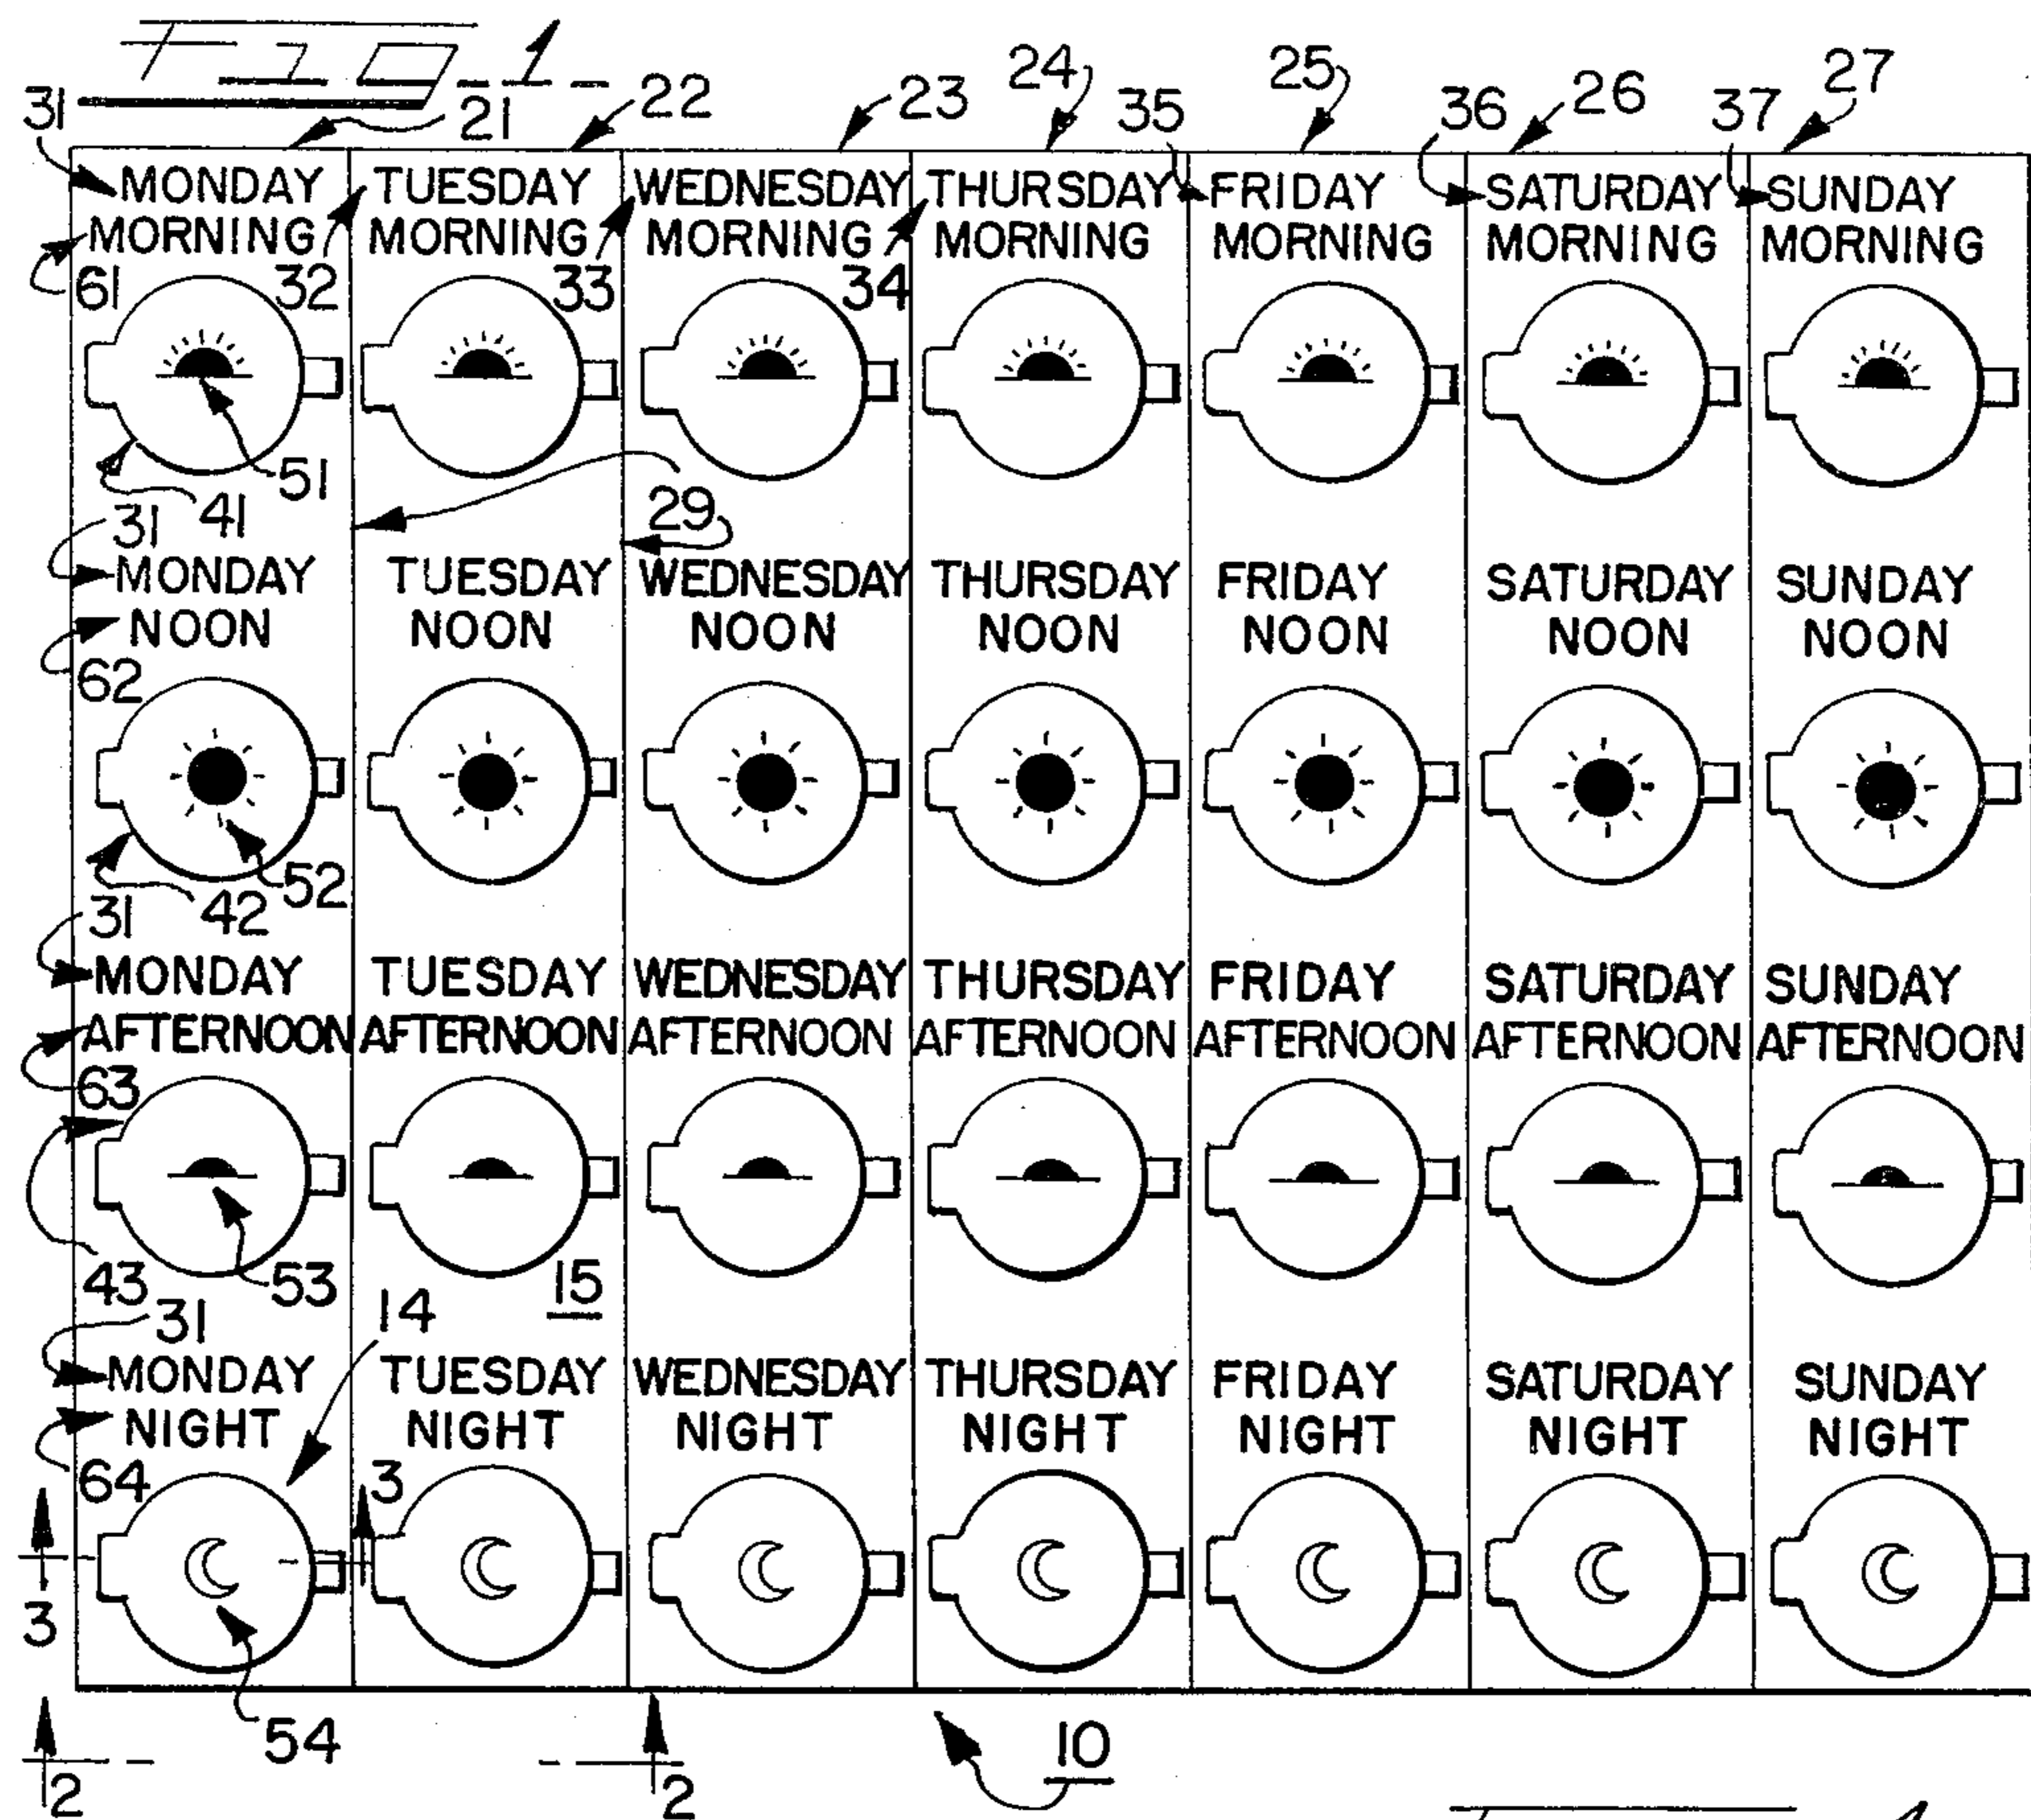 Fig-1-
31 21 22 23 24 35 25 36 26 37 27
MONDAY TUESDAY WEDNESDAY THURSDAY FRIDAY SATURDAY SUNDAY
MORNING MORNING MORNING MORNING MORNING MORNING MORNING
61 32 33 34
51
31 41 29
MONDAY TUESDAY WEDNESDAY THURSDAY FRIDAY SATURDAY SUNDAY
NOON NOON NOON NOON NOON NOON NOON
62
52
31 42
MONDAY TUESDAY WEDNESDAY THURSDAY FRIDAY SATURDAY SUNDAY
AFTERNOON AFTERNOON AFTERNOON AFTERNOON AFTERNOON AFTERNOON AFTERNOON
63
43 53 15
31 14
MONDAY TUESDAY WEDNESDAY THURSDAY FRIDAY SATURDAY SUNDAY
NIGHT NIGHT NIGHT NIGHT NIGHT NIGHT NIGHT
64 3
3
54 10
2 2